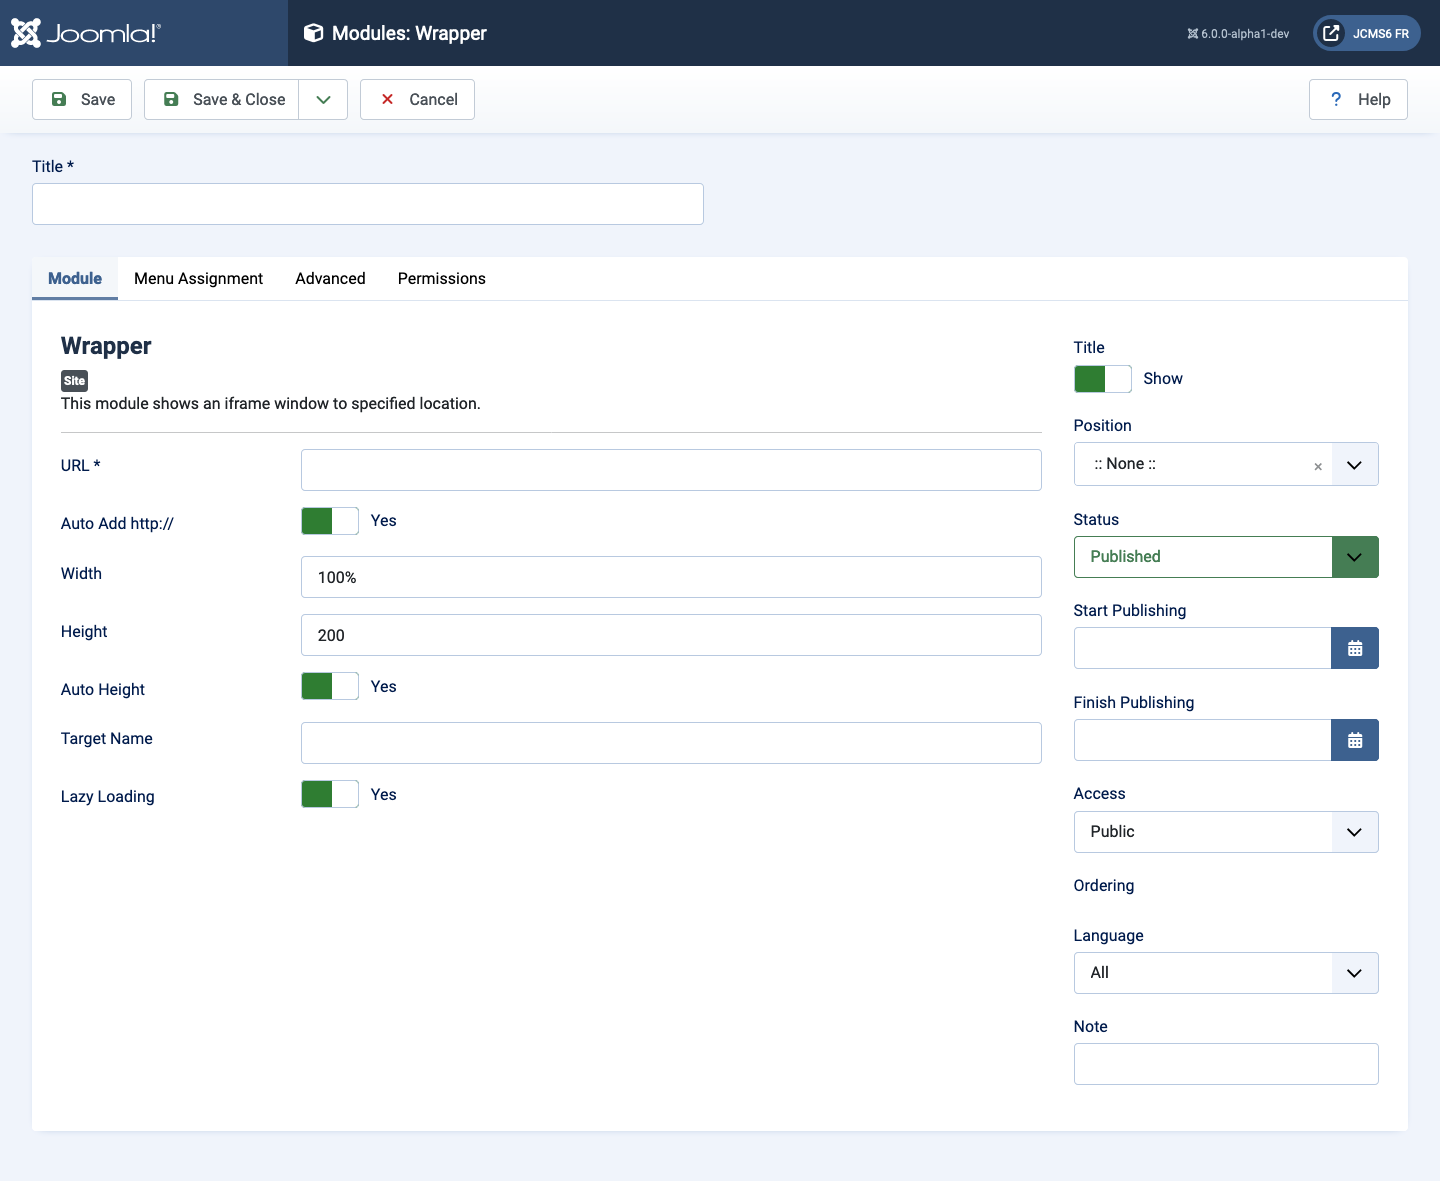 Joomla!®
Modules: Wrapper
6.0.0-alpha1-dev
JCMS6 FR
Save
Save & Close
Cancel
? Help
Title *
Module
Menu Assignment
Advanced
Permissions
Wrapper
Site
This module shows an iframe window to specified location.
URL *
Auto Add http://
Yes
Width
100%
Height
200
Auto Height
Yes
Target Name
Lazy Loading
Yes
Title
Show
Position
:: None ::
×
Status
Published
Start Publishing
Finish Publishing
Access
Public
Ordering
Language
All
Note